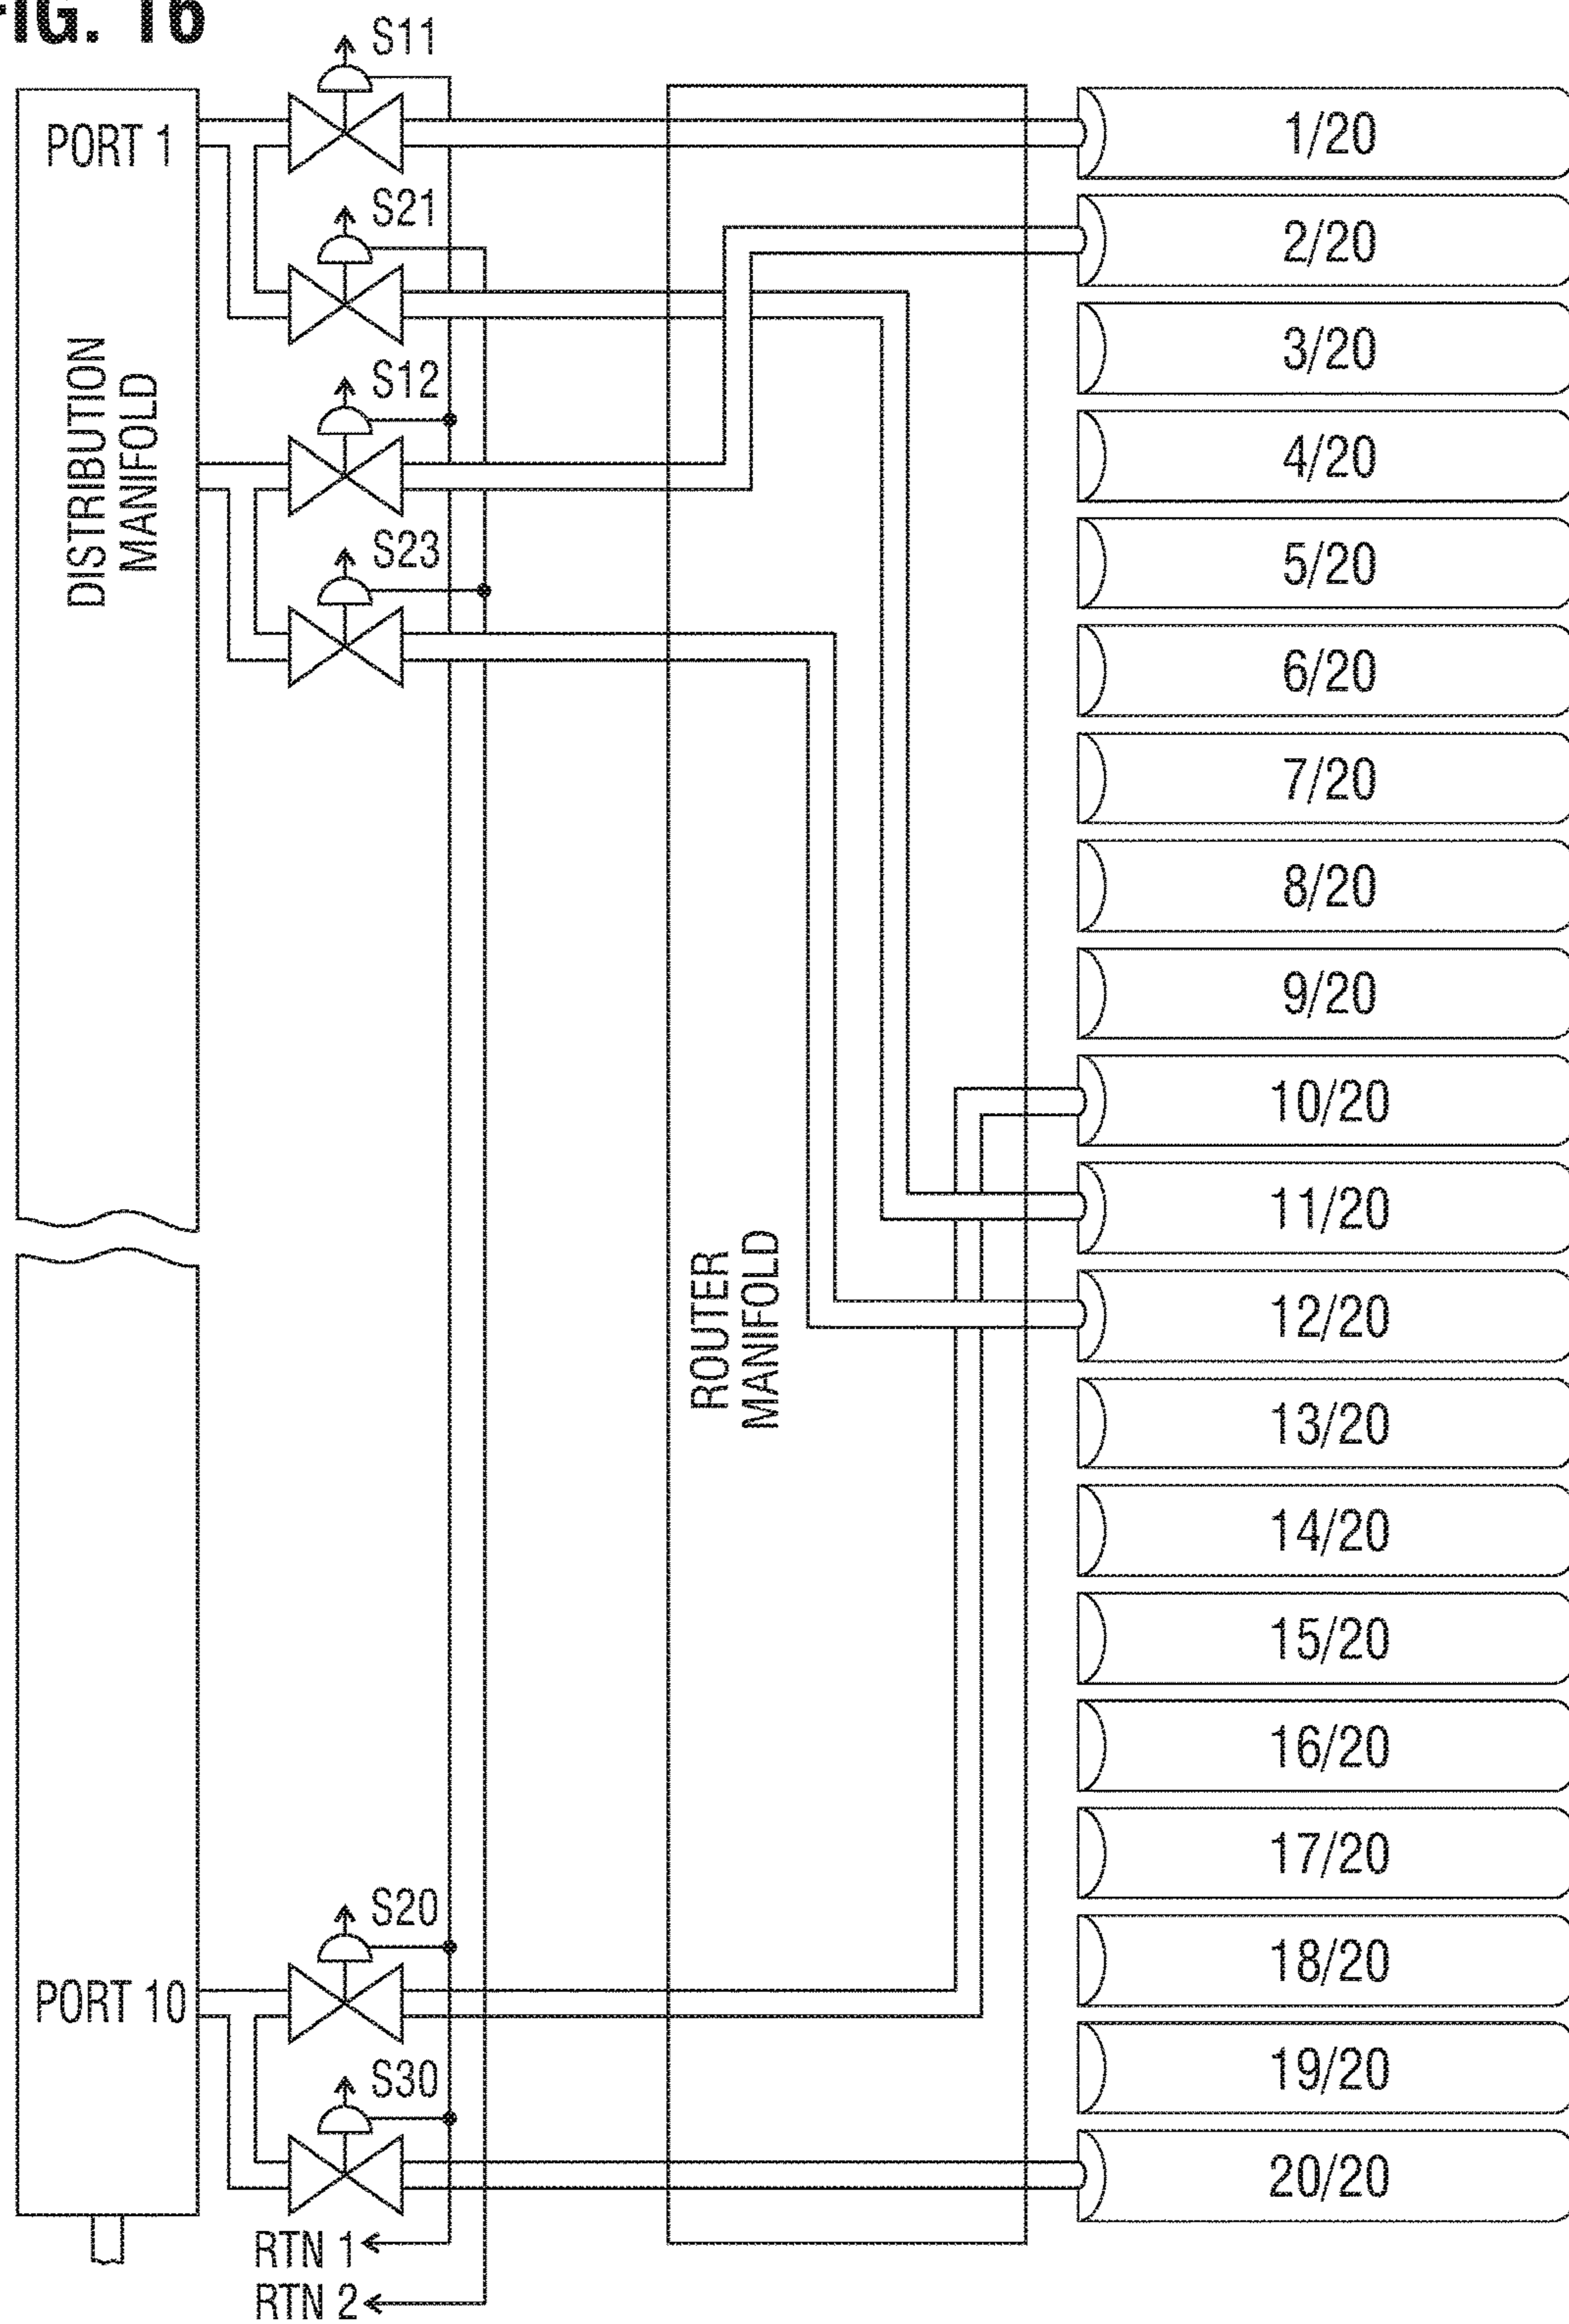 FIG. 16
S11
PORT 1
1/20
S21
2/20
3/20
S12
DISTRIBUTION
MANIFOLD
4/20
S23
5/20
6/20
7/20
8/20
9/20
10/20
11/20
ROUTER
MANIFOLD
12/20
13/20
14/20
15/20
16/20
17/20
S20
18/20
PORT 10
S30
19/20
20/20
RTN 1
RTN 2